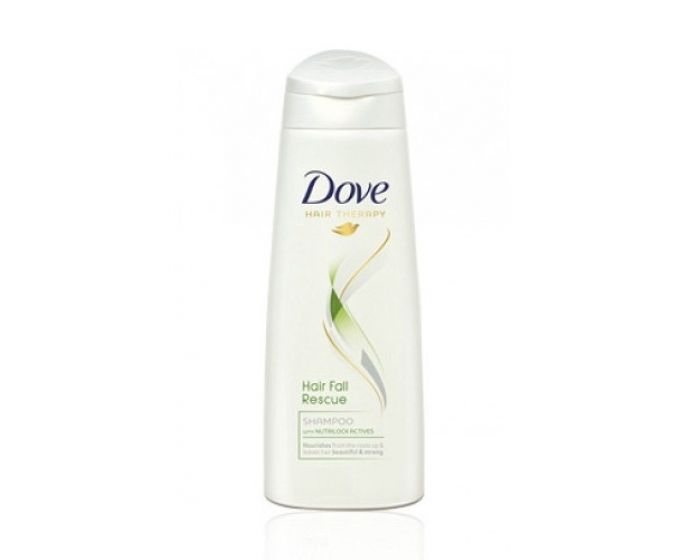 Dove
HAIR THERAPY
Hair Fall
Rescue
SHAMPOO
with NUTRILOCK ACTIVES
Nourishes from the roots up &
leaves hair beautiful & strong